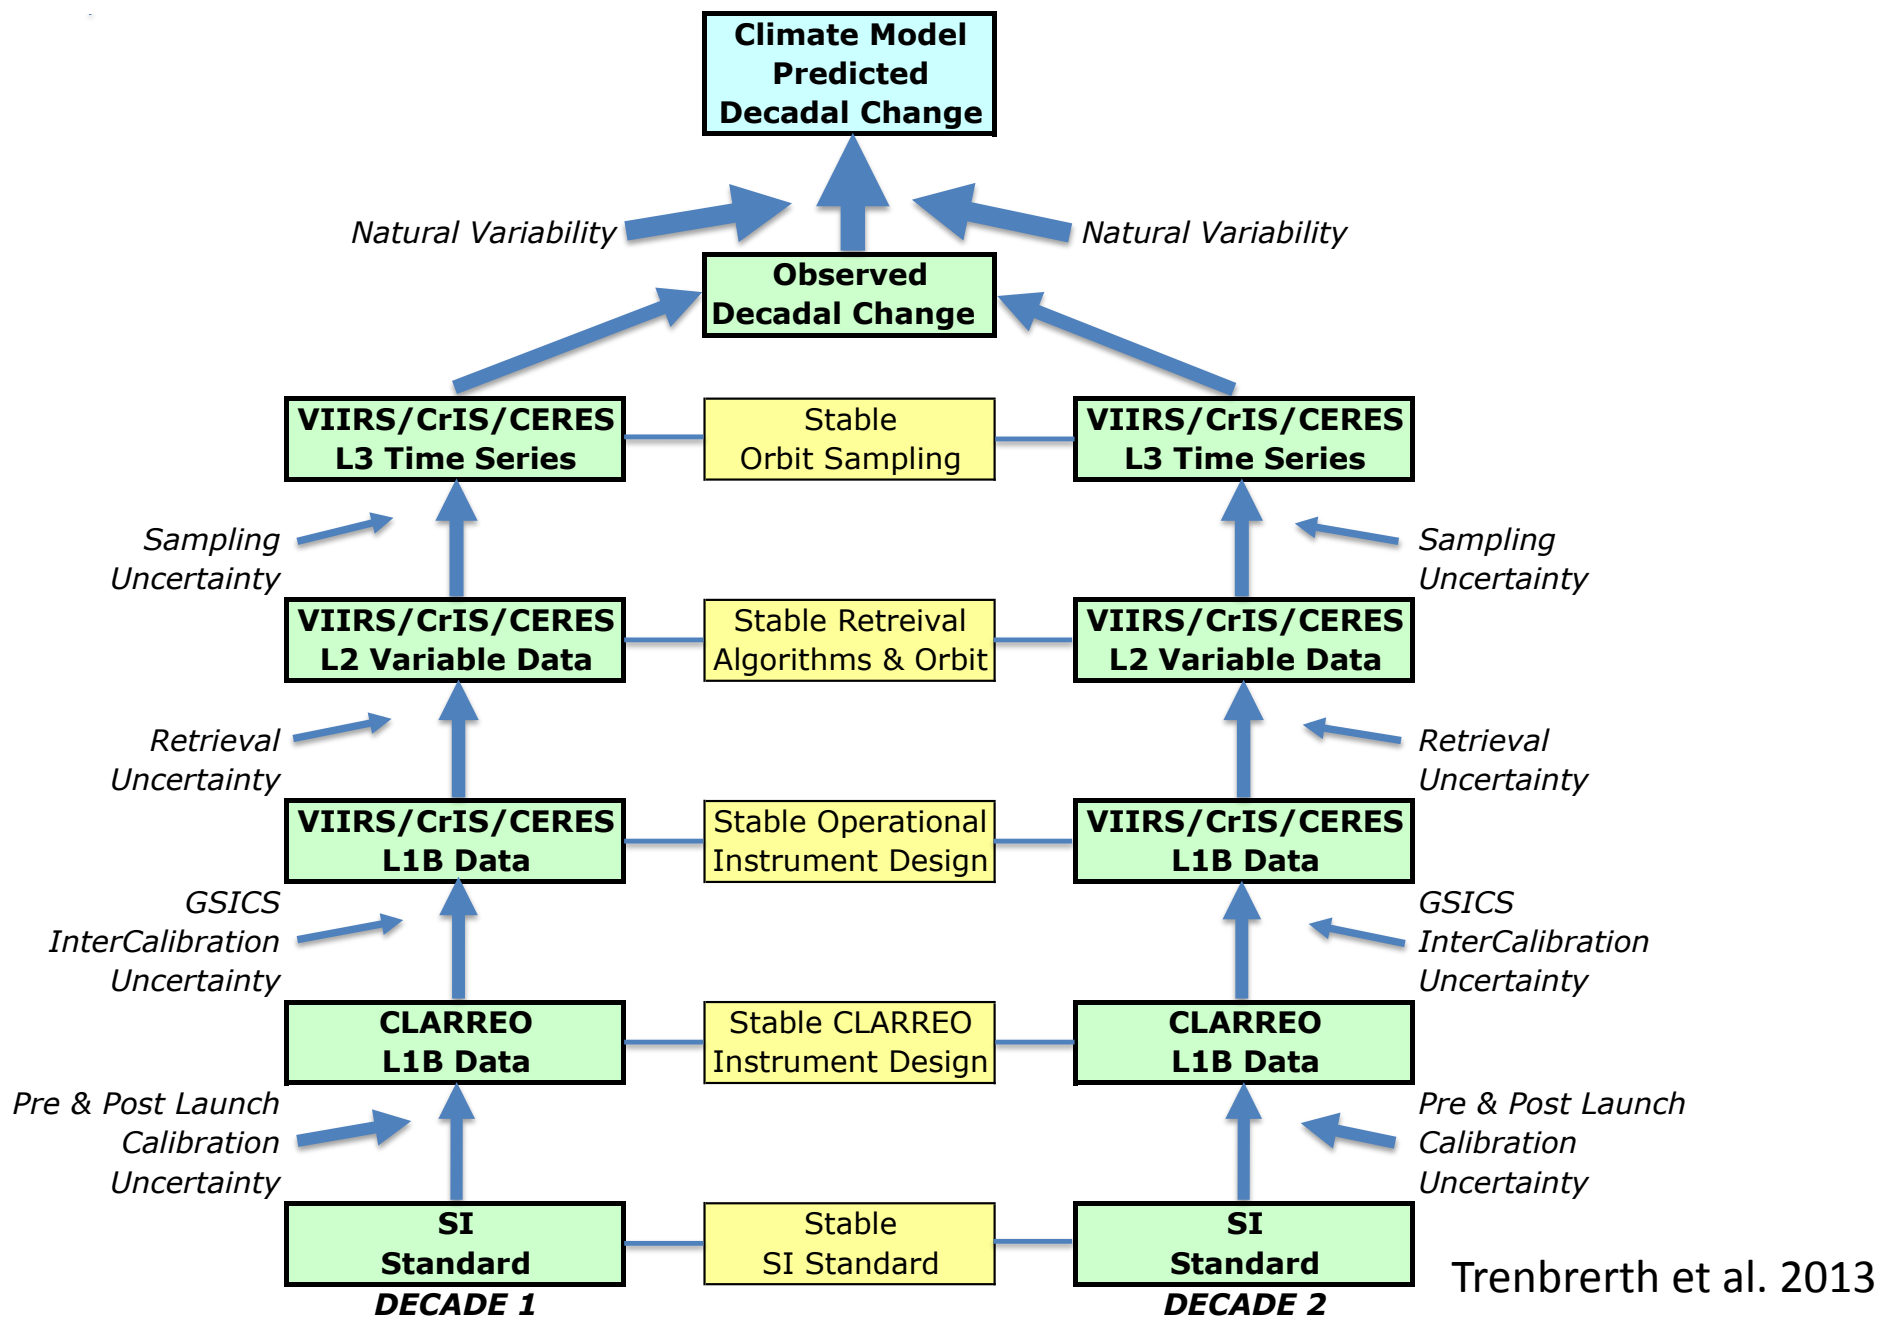 Climate Model
Predicted
Decadal Change
Natural Variability
Natural Variability
Observed
Decadal Change
VIIRS/CrIS/CERES
L3 Time Series
Stable
Orbit Sampling
VIIRS/CrIS/CERES
L3 Time Series
Sampling
Uncertainty
Sampling
Uncertainty
VIIRS/CrIS/CERES
L2 Variable Data
Stable Retreival
Algorithms & Orbit
VIIRS/CrIS/CERES
L2 Variable Data
Retrieval
Uncertainty
Retrieval
Uncertainty
VIIRS/CrIS/CERES
L1B Data
Stable Operational
Instrument Design
VIIRS/CrIS/CERES
L1B Data
GSICS
InterCalibration
Uncertainty
GSICS
InterCalibration
Uncertainty
CLARREO
L1B Data
Stable CLARREO
Instrument Design
CLARREO
L1B Data
Pre & Post Launch
Calibration
Uncertainty
Pre & Post Launch
Calibration
Uncertainty
SI
Standard
Stable
SI Standard
SI
Standard
DECADE 1
DECADE 2
Trenbrerth et al. 2013